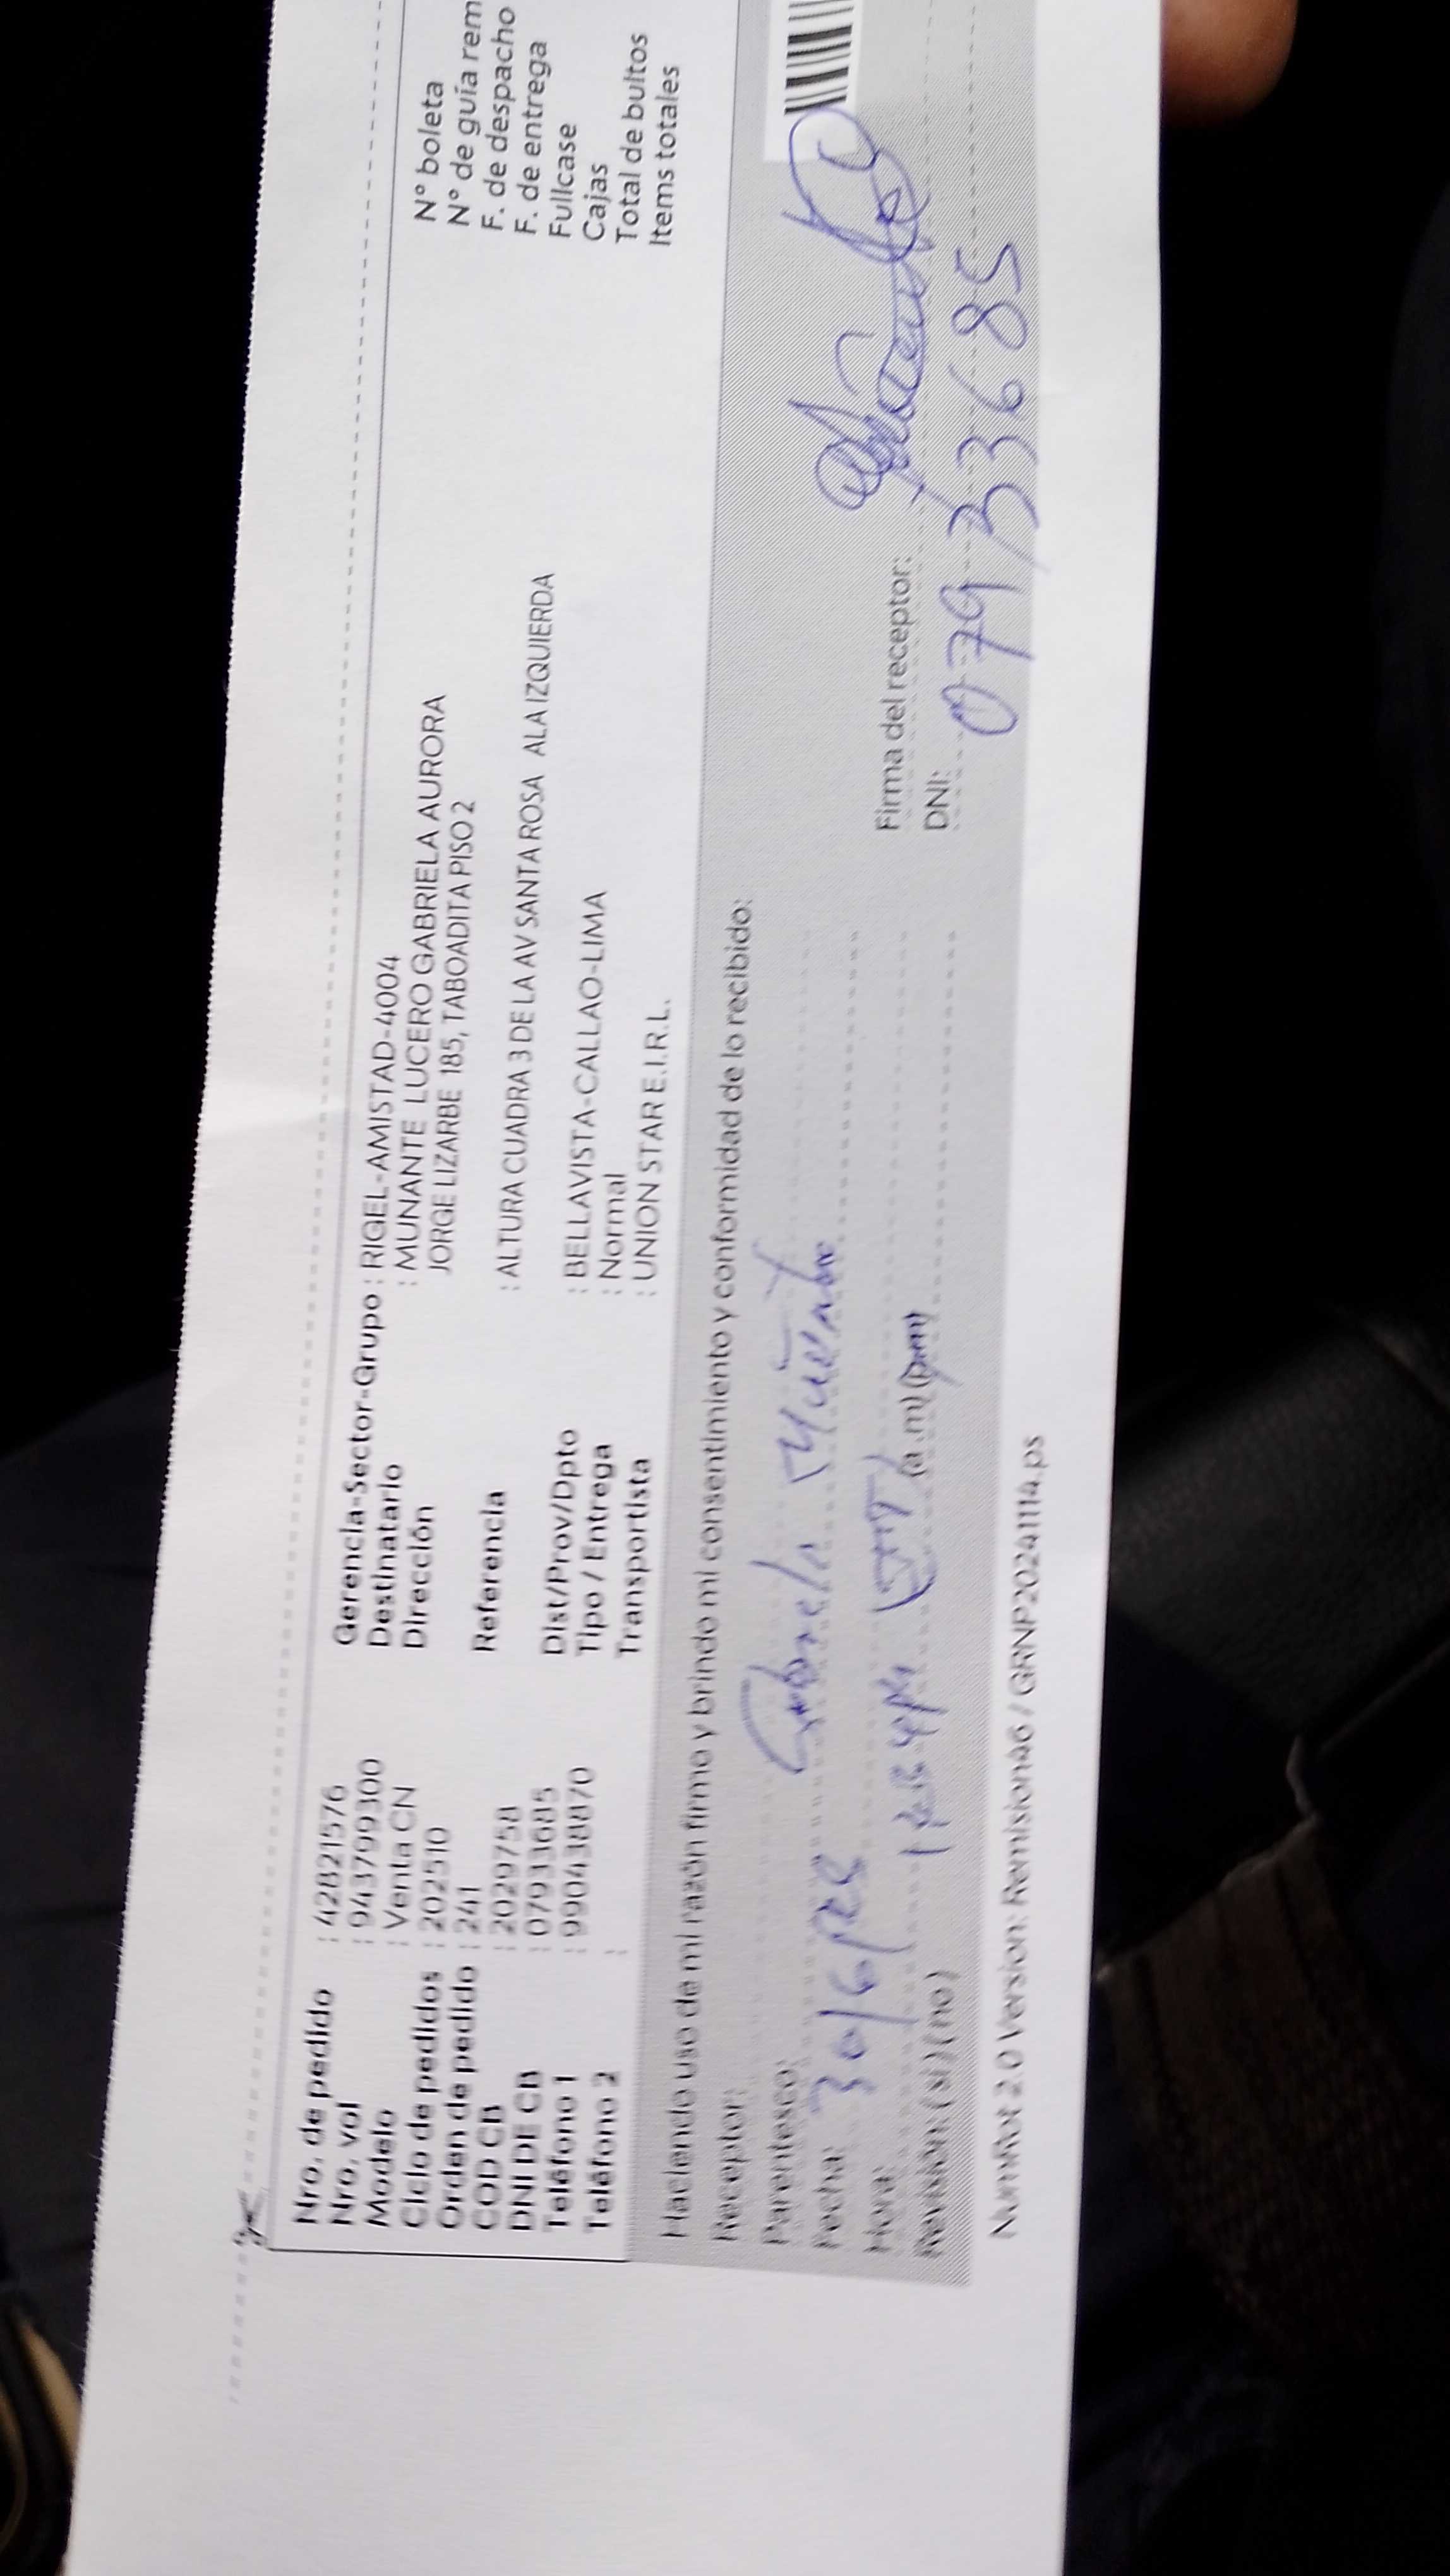 Nro. de pedido : 42821576
Nro. vol : 943799300
Modelo : Venta CN
Ciclo de pedidos : 202510
Orden de pedido : 241
COD CB : 2029758
DNI DE CB : 07933685
Teléfono 1 : 990438870
Teléfono 2 :
Gerencia-Sector-Grupo : RIGEL-AMISTAD-4004
Destinatario : MUNANTE LUCERO GABRIELA AURORA
Dirección JORGE LIZARBE 185, TABOADITA PISO 2
Referencia : ALTURA CUADRA 3 DE LA AV SANTA ROSA ALA IZQUIERDA
Dist/Prov/Dpto : BELLAVISTA-CALLAO-LIMA
Tipo / Entrega : Normal
Transportista : UNION STAR E.I.R.L.
N° boleta
N° de guía rem
F. de despacho
F. de entrega
Fullcase
Cajas
Total de bultos
Items totales
Haciendo uso de mi razón firmo y brindo mi consentimiento y conformidad de lo recibido:
Receptor: Gabriela Muñante
Parentesco:
Fecha: 30/6/25
Hora: (a.m) (p.m)
Revisión: (si) (no)
Firma del receptor:
DNI: 07933685
NumRot 2.0 Version: Remision46 / GRNP20241114.ps